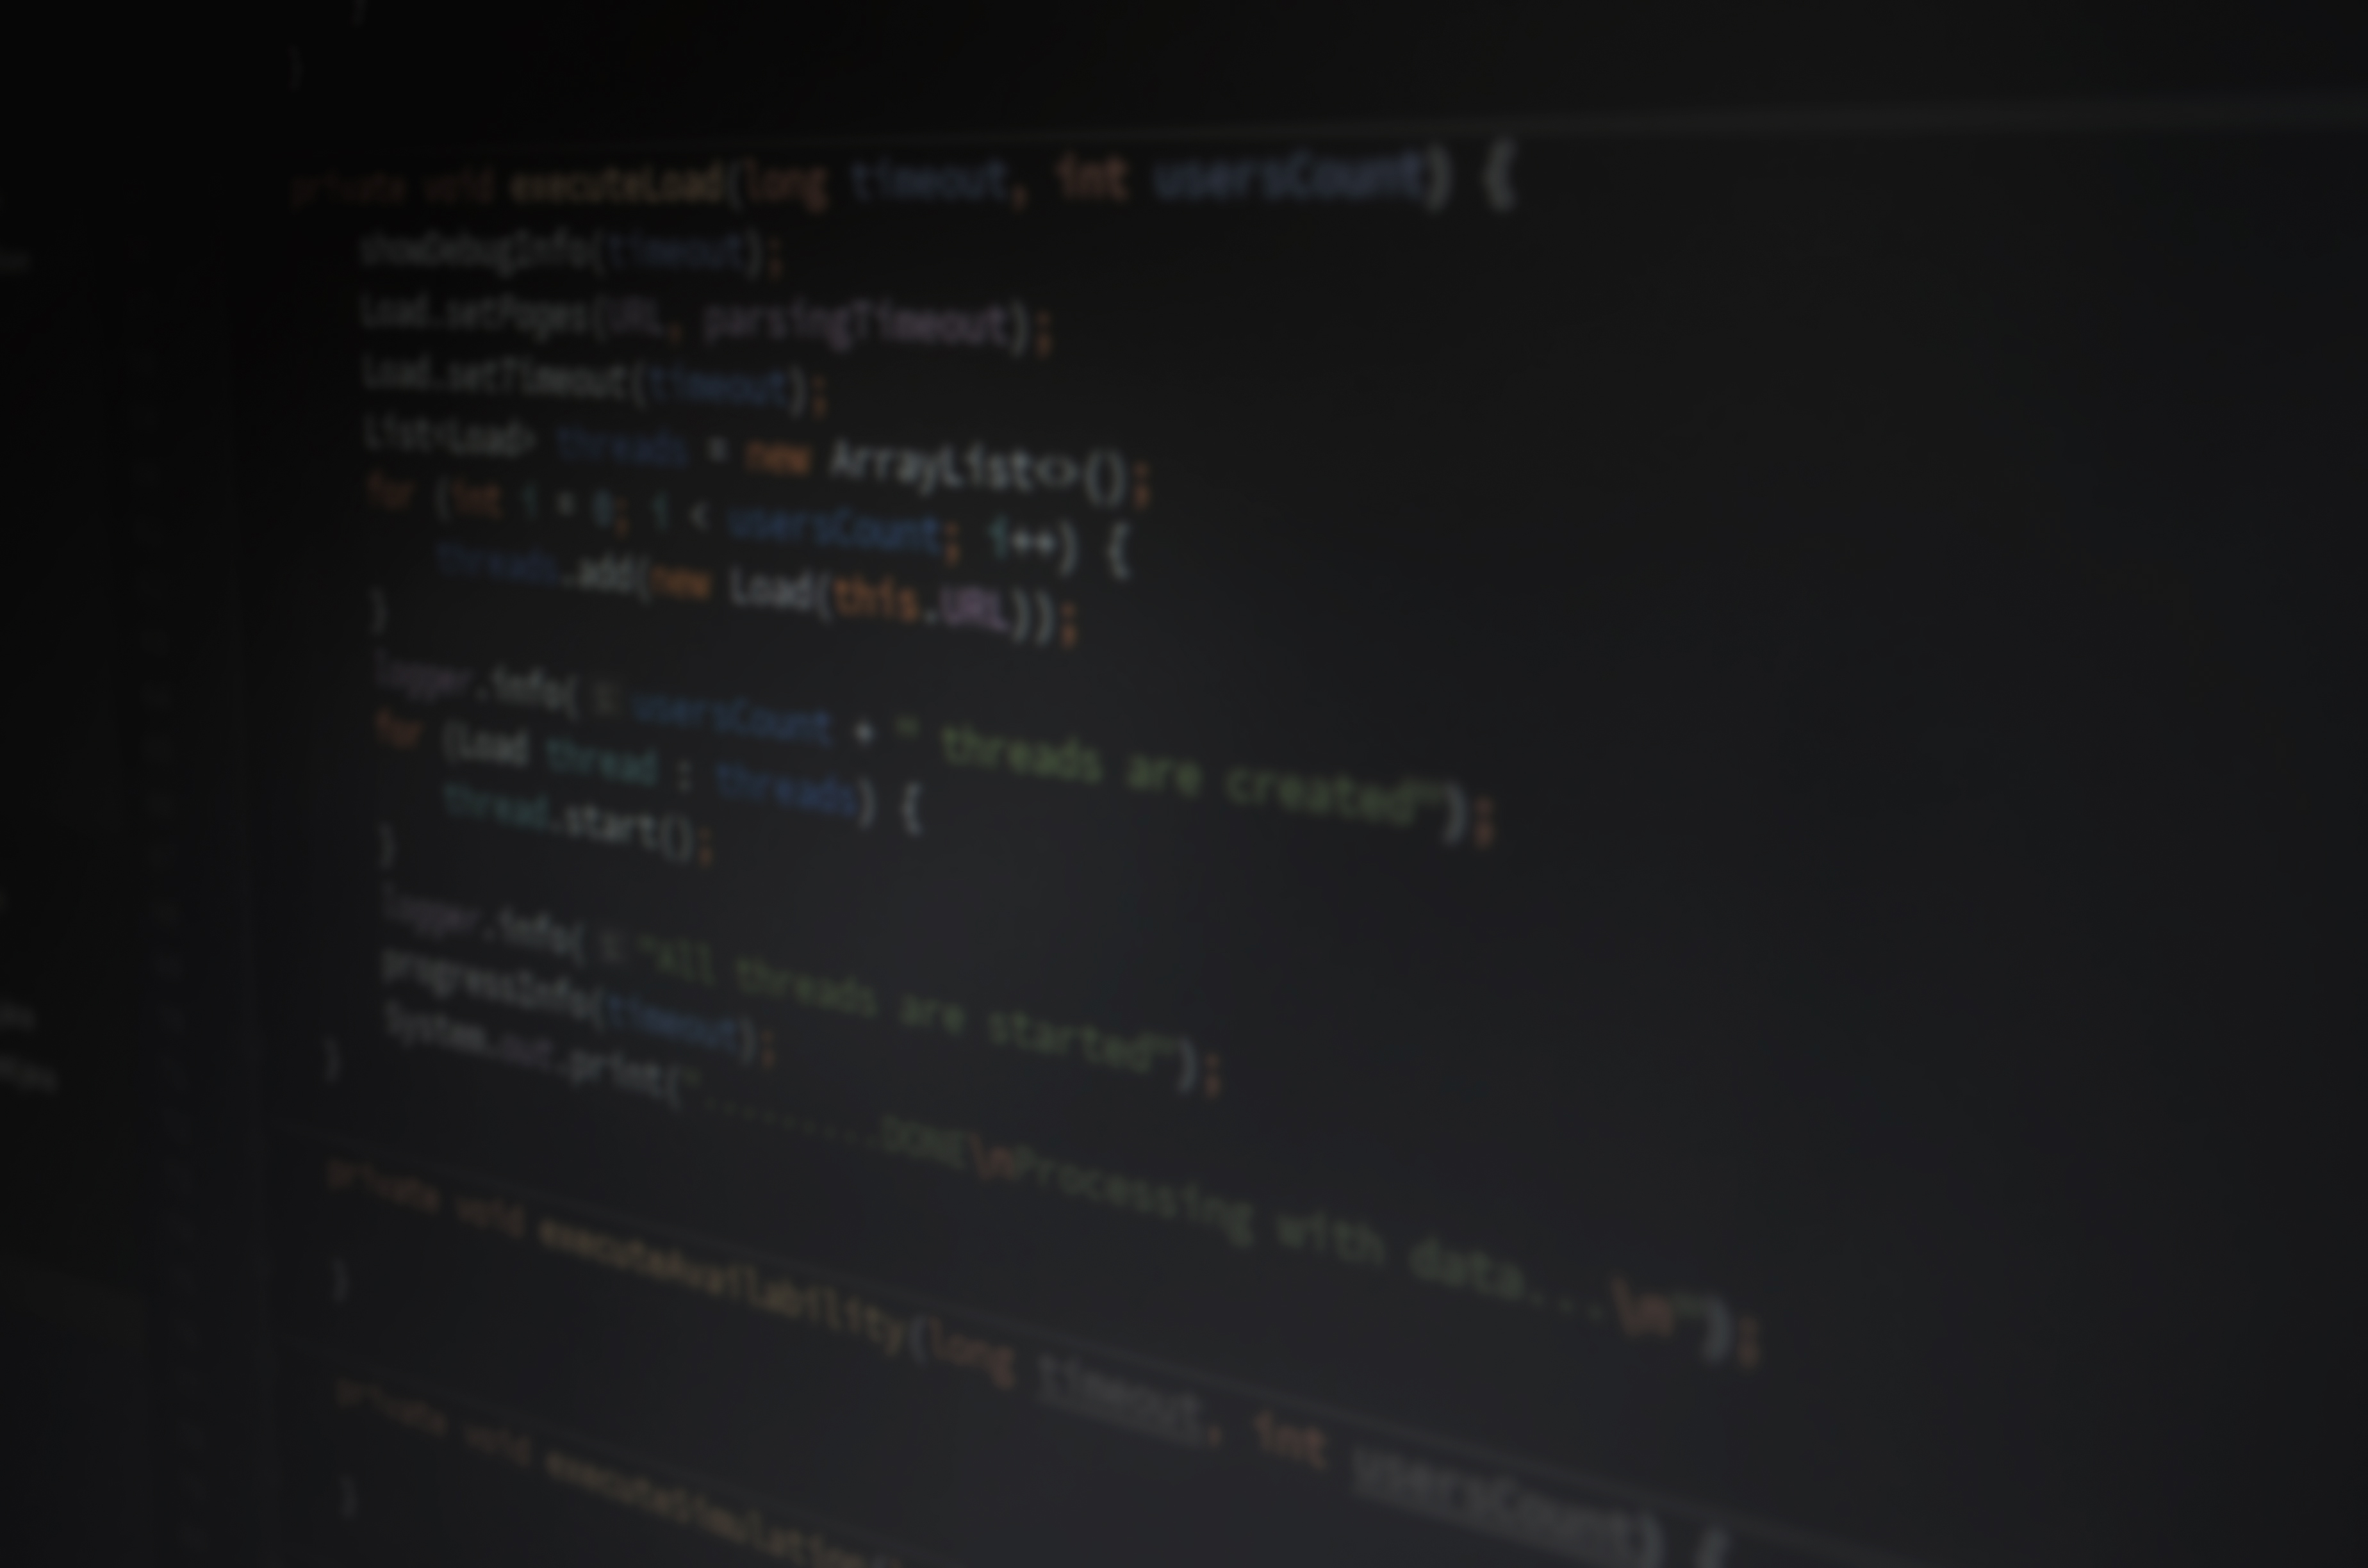 }
private void executeLoad(long timeout, int usersCount) {
showDebugInfo(timeout);
Load.setPages(URL, parsingTimeout);
Load.setTimeout(timeout);
List<Load> threads = new ArrayList<>();
for (int i = 0; i < usersCount; i++) {
threads.add(new Load(this.URL));
}
logger.info( s: usersCount + " threads are created");
for (Load thread : threads) {
thread.start();
}
logger.info( s: "All threads are started");
progressInfo(timeout);
System.out.print(".........DONE\nProcessing with data...\n");
}
private void executeAvailability(long timeout, int usersCount) {
}
private void executeSimulation(
}